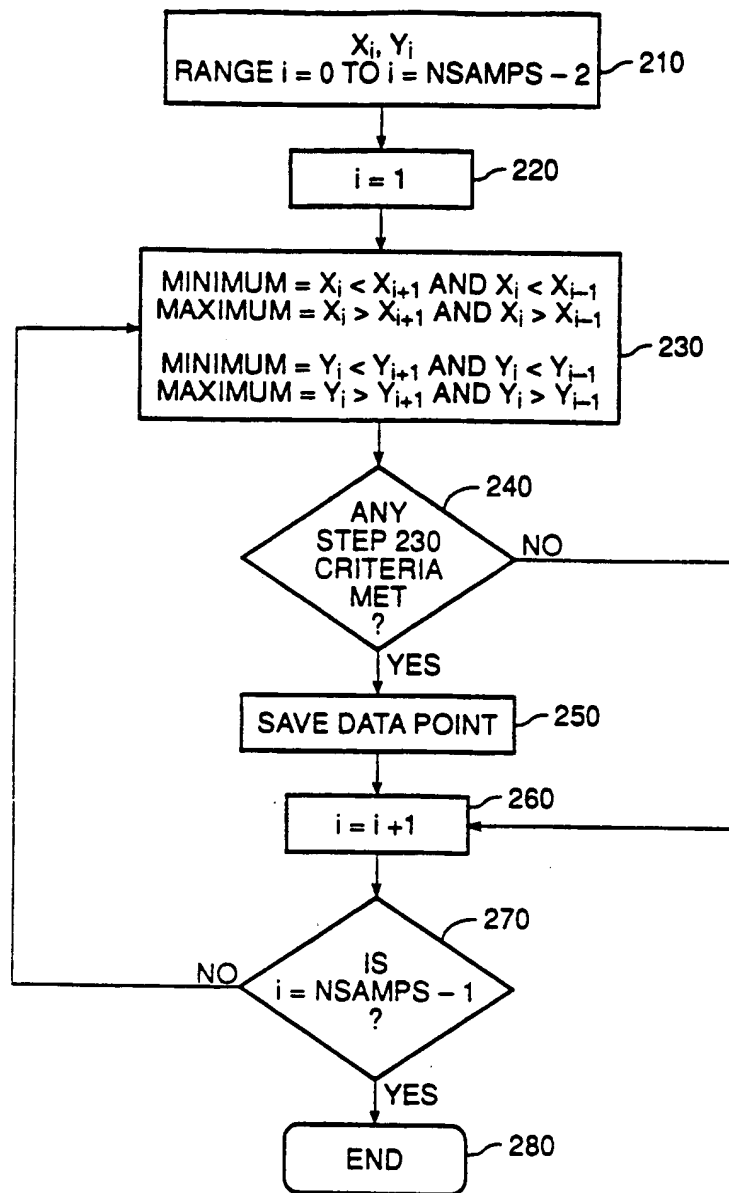 Xi, Yi
RANGE i = 0 TO i = NSAMPS – 2
210
i = 1
220
MINIMUM = Xi < Xi+1 AND Xi < Xi–1
MAXIMUM = Xi > Xi+1 AND Xi > Xi–1
MINIMUM = Yi < Yi+1 AND Yi < Yi–1
MAXIMUM = Yi > Yi+1 AND Yi > Yi–1
230
240
ANY
STEP 230
CRITERIA
MET
?
NO
YES
SAVE DATA POINT
250
260
i = i +1
270
IS
i = NSAMPS – 1
?
NO
YES
END
280